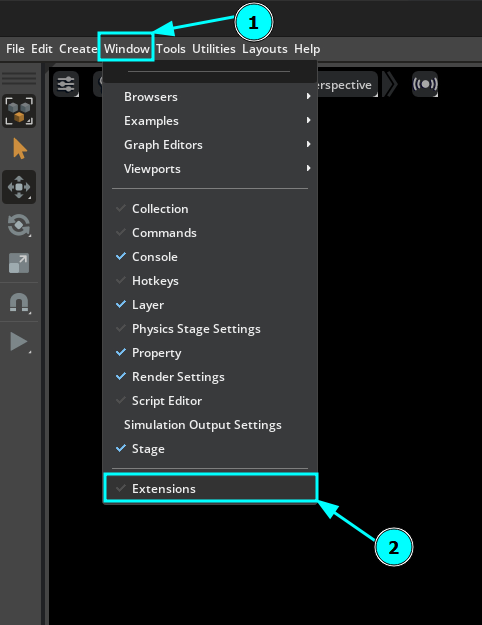 1
File Edit Create Window Tools Utilities Layouts Help
erspective
Browsers
Examples
Graph Editors
Viewports
Collection
Commands
Console
Hotkeys
Layer
Physics Stage Settings
Property
Render Settings
Script Editor
Simulation Output Settings
Stage
Extensions
2